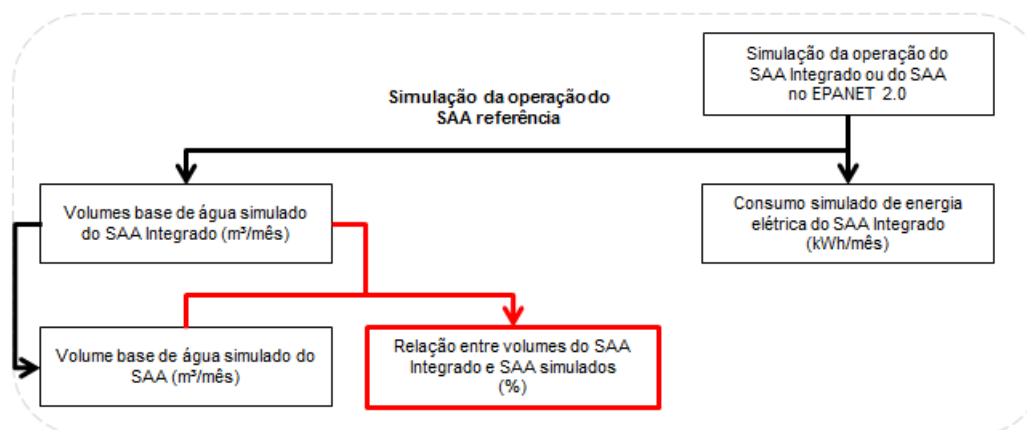 Simulação da operação do
SAA Integrado ou do SAA
no EPANET 2.0
Simulação da operação do
SAA referência
Volumes base de água simulado
do SAA Integrado (m³/mês)
Consumo simulado de energia
elétrica do SAA Integrado
(kWh/mês)
Volume base de água simulado do
SAA (m³/mês)
Relação entre volumes do SAA
Integrado e SAA simulados
(%)